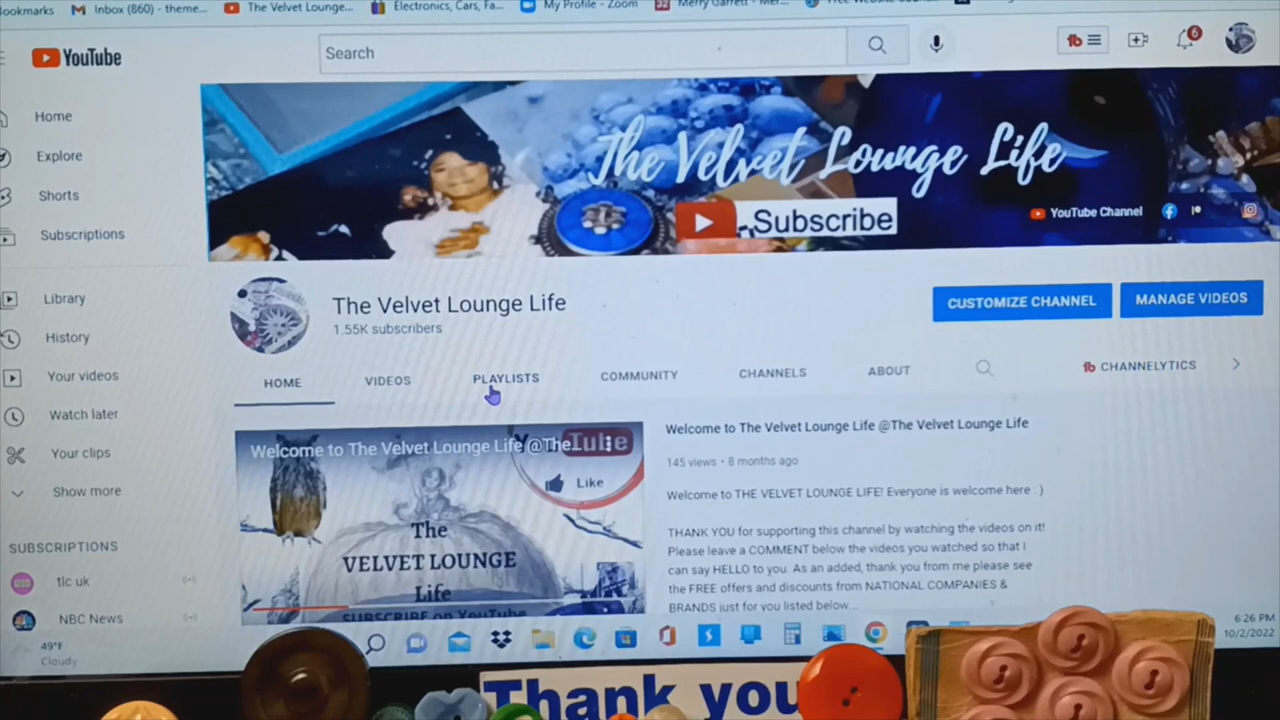 ookmarks
Inbox (860) - theme...
The Velvet Lounge...
Electronics, Cars, Fa...
My Profile - Zoom
Merry Garrett - Mer...
YouTube
Search
6
Home
Explore
Shorts
Subscriptions
Library
History
Your videos
Watch later
Your clips
Show more
SUBSCRIPTIONS
tlc uk
NBC News
The Velvet Lounge Life
Subscribe
YouTube Channel
The Velvet Lounge Life
1.55K subscribers
CUSTOMIZE CHANNEL
MANAGE VIDEOS
HOME
VIDEOS
PLAYLISTS
COMMUNITY
CHANNELS
ABOUT
CHANNELYTICS
Welcome to The Velvet Lounge Life @The...
Like
The
VELVET LOUNGE
Life
SUBSCRIBE on YouTube
Welcome to The Velvet Lounge Life @The Velvet Lounge Life
145 views • 8 months ago
Welcome to THE VELVET LOUNGE LIFE! Everyone is welcome here : )
THANK YOU for supporting this channel by watching the videos on it!
Please leave a COMMENT below the videos you watched so that I
can say HELLO to you. As an added, thank you from me please see
the FREE offers and discounts from NATIONAL COMPANIES &
BRANDS just for you listed below...
49°F
Cloudy
6:26 PM
10/2/2022
Thank you